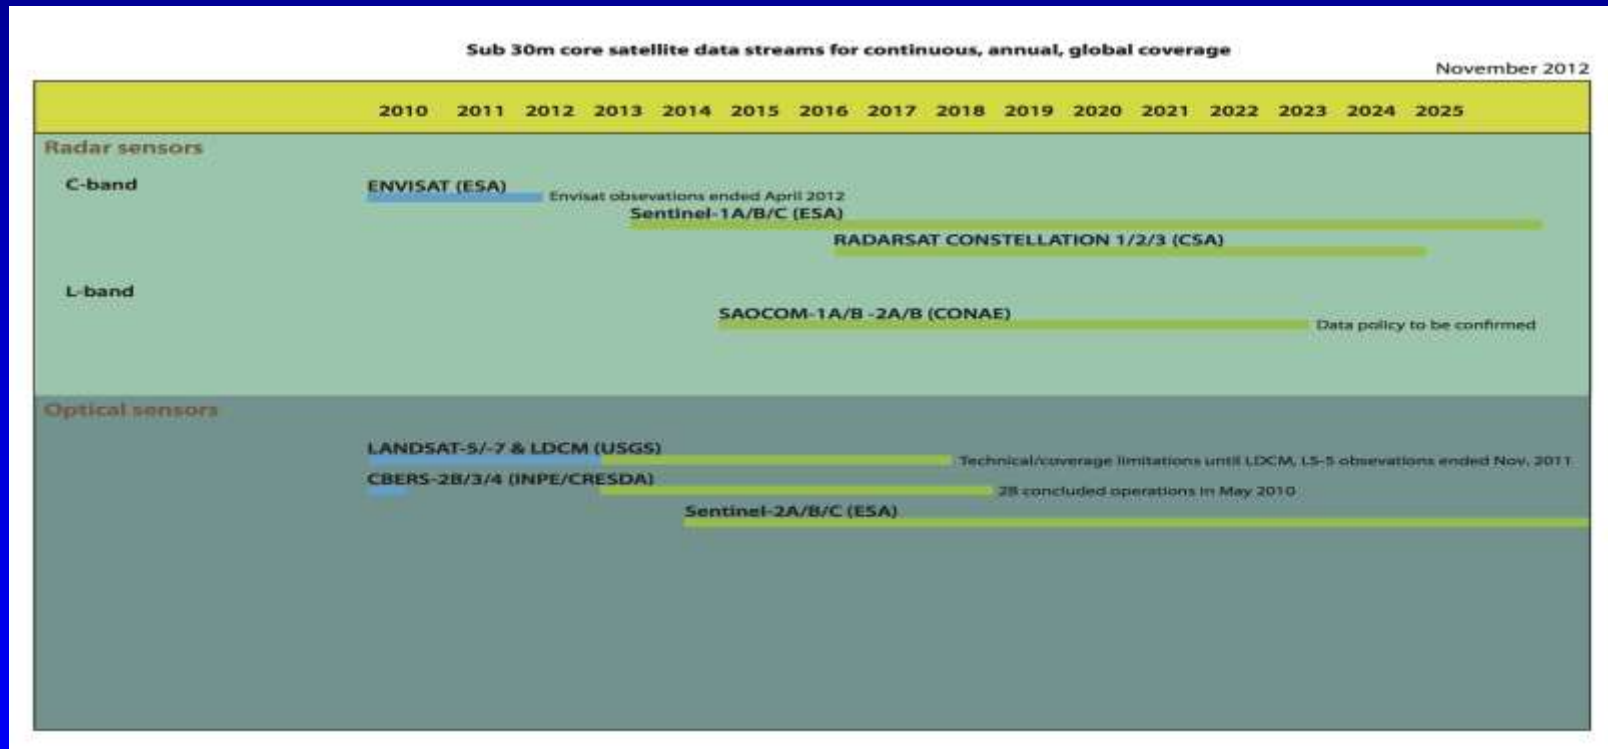 Sub 30m core satellite data streams for continuous, annual, global coverage
November 2012
2010 2011 2012 2013 2014 2015 2016 2017 2018 2019 2020 2021 2022 2023 2024 2025
Radar sensors
C-band
ENVISAT (ESA)
Envisat obsevations ended April 2012
Sentinel-1A/B/C (ESA)
RADARSAT CONSTELLATION 1/2/3 (CSA)
L-band
SAOCOM-1A/B -2A/B (CONAE)
Data policy to be confirmed
Optical sensors
LANDSAT-5/-7 & LDCM (USGS)
Technical/coverage limitations until LDCM, LS-5 obsevations ended Nov. 2011
CBERS-2B/3/4 (INPE/CRESDA)
2B concluded operations in May 2010
Sentinel-2A/B/C (ESA)